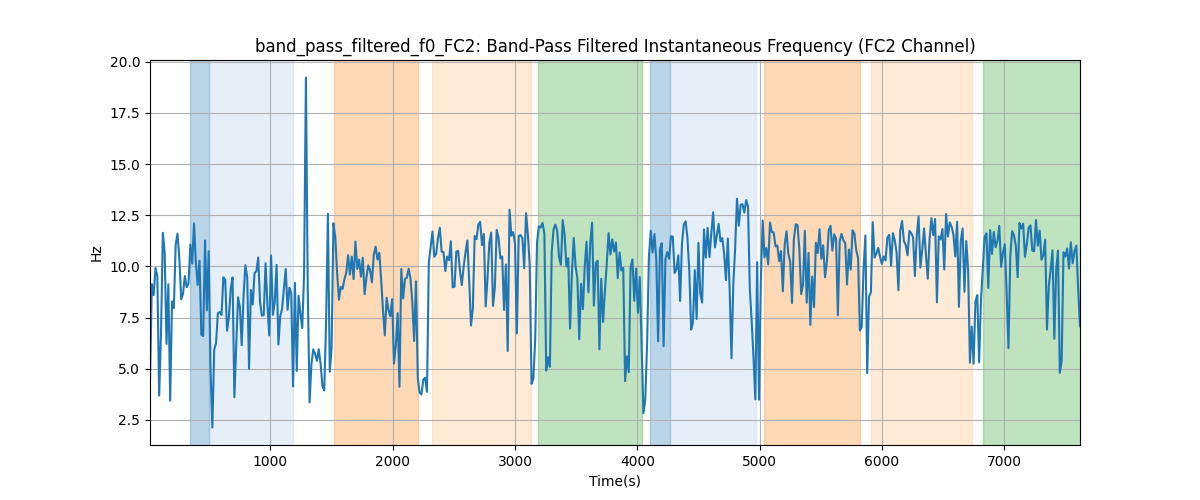 band_pass_filtered_f0_FC2: Band-Pass Filtered Instantaneous Frequency (FC2 Channel)
20.0
17.5
15.0
12.5
10.0
7.5
5.0
2.5
Hz
1000 2000 3000 4000 5000 6000 7000
Time(s)